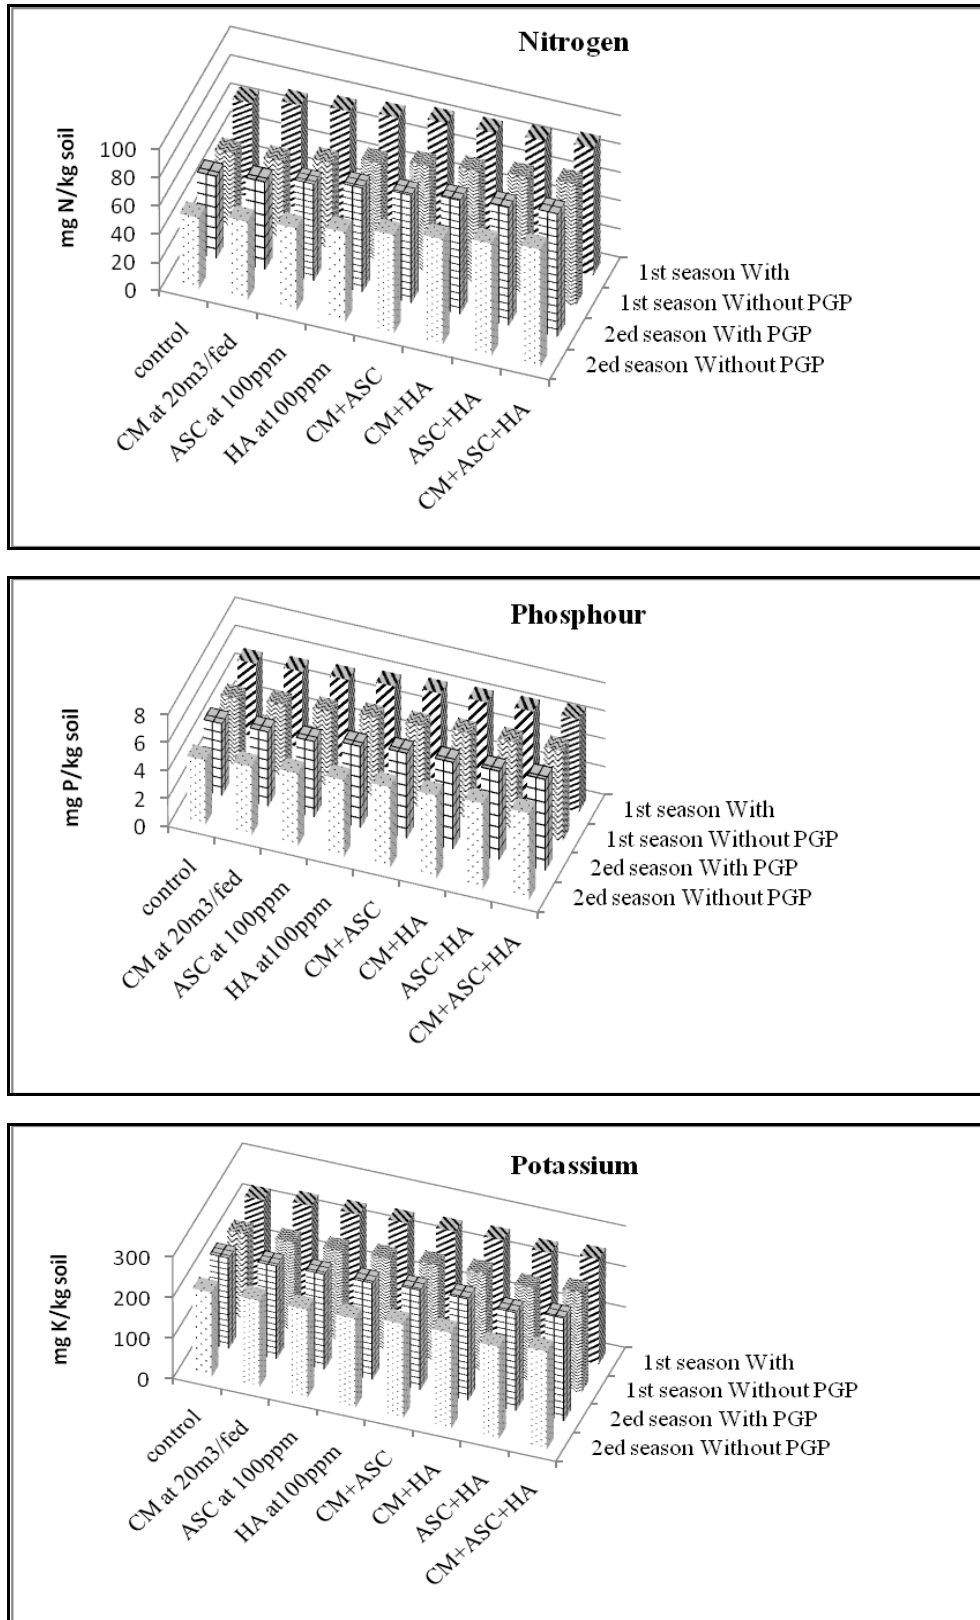 Nitrogen
mg N/kg soil
100
80
60
40
20
0
1st season With
1st season Without PGP
2ed season With PGP
2ed season Without PGP
control
CM at 20m3/fed
ASC at 100ppm
HA at100ppm
CM+ASC
CM+HA
ASC+HA
CM+ASC+HA
Phosphour
mg P/kg soil
8
6
4
2
0
1st season With
1st season Without PGP
2ed season With PGP
2ed season Without PGP
control
CM at 20m3/fed
ASC at 100ppm
HA at100ppm
CM+ASC
CM+HA
ASC+HA
CM+ASC+HA
Potassium
mg K/kg soil
300
200
100
0
1st season With
1st season Without PGP
2ed season With PGP
2ed season Without PGP
control
CM at 20m3/fed
ASC at 100ppm
HA at100ppm
CM+ASC
CM+HA
ASC+HA
CM+ASC+HA